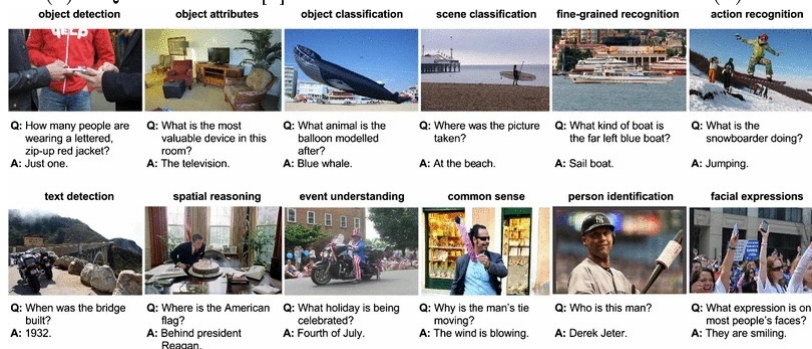 object detection
object attributes
object classification
scene classification
fine-grained recognition
action recognition
Q: How many people are
wearing a lettered,
zip-up red jacket?
A: Just one.
Q: What is the most
valuable device in this
room?
A: The television.
Q: What animal is the
balloon modelled
after?
A: Blue whale.
Q: Where was the picture
taken?
A: At the beach.
Q: What kind of boat is
the far left blue boat?
A: Sail boat.
Q: What is the
snowboarder doing?
A: Jumping.
text detection
spatial reasoning
event understanding
common sense
person identification
facial expressions
Q: When was the bridge
built?
A: 1932.
Q: Where is the American
flag?
A: Behind president
Reagan.
Q: What holiday is being
celebrated?
A: Fourth of July.
Q: Why is the man's tie
moving?
A: The wind is blowing.
Q: Who is this man?
A: Derek Jeter.
Q: What expression is on
most people's faces?
A: They are smiling.